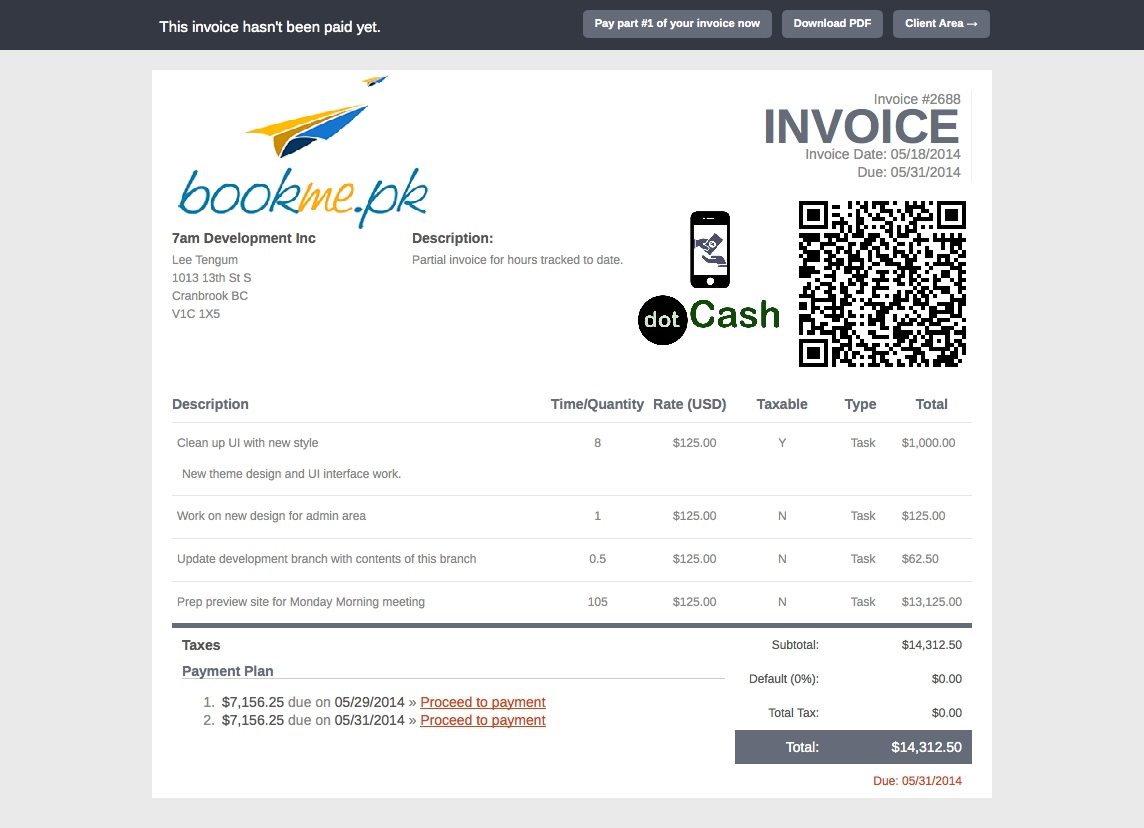 This invoice hasn't been paid yet.
Pay part #1 of your invoice now
Download PDF
Client Area →
bookme.pk
Invoice #2688
INVOICE
Invoice Date: 05/18/2014
Due: 05/31/2014
7am Development Inc
Lee Tengum
1013 13th St S
Cranbrook BC
V1C 1X5
Description:
Partial invoice for hours tracked to date.
dotCash
Description Time/Quantity Rate (USD) Taxable Type Total
Clean up UI with new style 8 $125.00 Y Task $1,000.00
New theme design and UI interface work.
Work on new design for admin area 1 $125.00 N Task $125.00
Update development branch with contents of this branch 0.5 $125.00 N Task $62.50
Prep preview site for Monday Morning meeting 105 $125.00 N Task $13,125.00
Taxes
Payment Plan
1. $7,156.25 due on 05/29/2014 » Proceed to payment
2. $7,156.25 due on 05/31/2014 » Proceed to payment
Subtotal: $14,312.50
Default (0%): $0.00
Total Tax: $0.00
Total: $14,312.50
Due: 05/31/2014